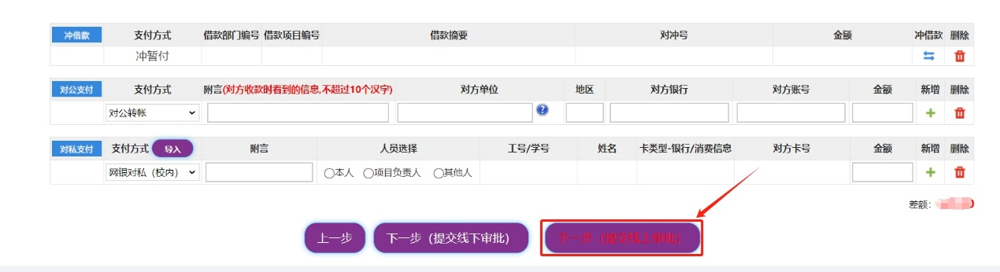 冲借款 支付方式 借款部门编号 借款项目编号 借款摘要 对冲号 金额 冲借款 删除
冲暂付
对公支付 支付方式 附言(对方收款时看到的信息,不超过10个汉字) 对方单位 地区 对方银行 对方账号 金额 新增 删除
对公转帐 ?
对私支付 支付方式 导入 附言 人员选择 工号/学号 姓名 卡类型-银行/消费信息 对方卡号 金额 新增 删除
网银对私（校内） 本人 项目负责人 其他人
差额：
上一步 下一步（提交线下审批） 下一步（提交线上审批）